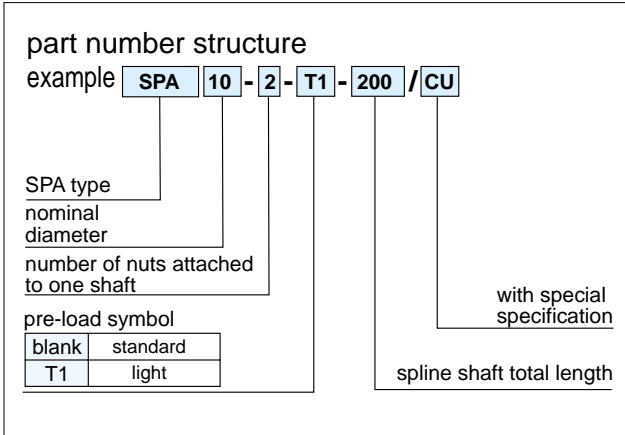 part number structure
example SPA 10 - 2 - T1 - 200 / CU
SPA type
nominal
diameter
number of nuts attached
to one shaft
with special
specification
pre-load symbol
blank standard
T1 light
spline shaft total length